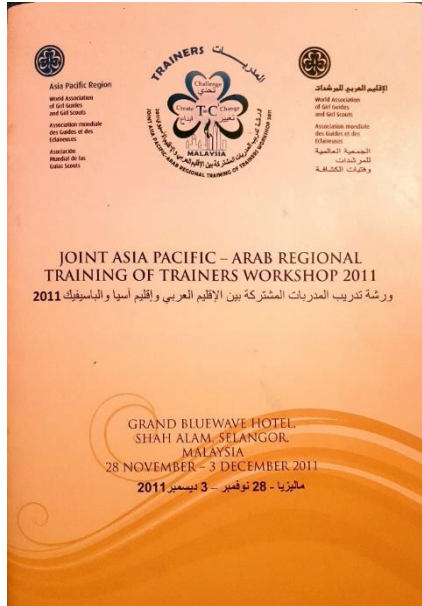 Asia Pacific Region
World Association
of Girl Guides
and Girl Scouts
Association mondiale
des Guides et des
Eclaireuses
Asociación
Mundial de las
Guías Scouts
TRAINERS المدربات
Challenge
تحدي
Create T-C Change
إبداع تغيير
MALAYSIA
JOINT ASIA PACIFIC-ARAB REGIONAL TRAINING OF TRAINERS WORKSHOP 2011
الإقليم العربي للمرشدات
World Association
of Girl Guides
and Girl Scouts
Association mondiale
des Guides et des
Eclaireuses
الجمعية العالمية
للمرشدات
وفتيات الكشافة
JOINT ASIA PACIFIC – ARAB REGIONAL
TRAINING OF TRAINERS WORKSHOP 2011
ورشة تدريب المدربات المشتركة بين الإقليم العربي وإقليم آسيا والباسيفيك 2011
GRAND BLUEWAVE HOTEL,
SHAH ALAM, SELANGOR,
MALAYSIA
28 NOVEMBER – 3 DECEMBER 2011
ماليزيا - 28 نوفمبر – 3 ديسمبر 2011